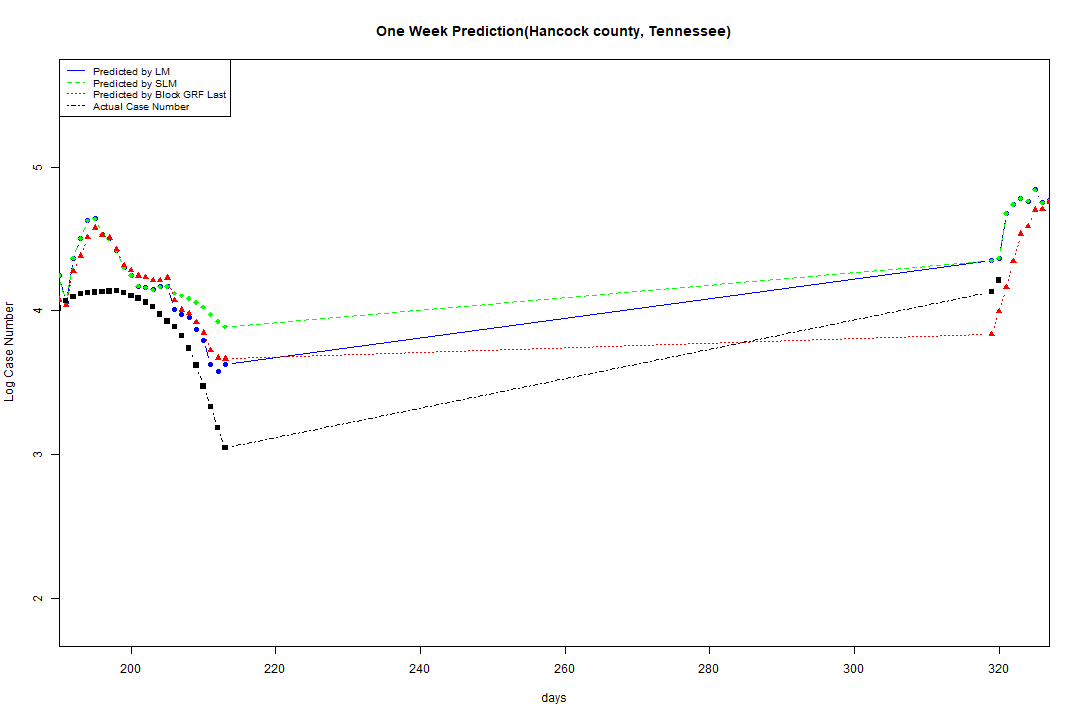 One Week Prediction(Hancock county, Tennessee)
Predicted by LM
Predicted by SLM
Predicted by Block GRF Last
Actual Case Number
5
4
3
2
Log Case Number
200 220 240 260 280 300 320
days